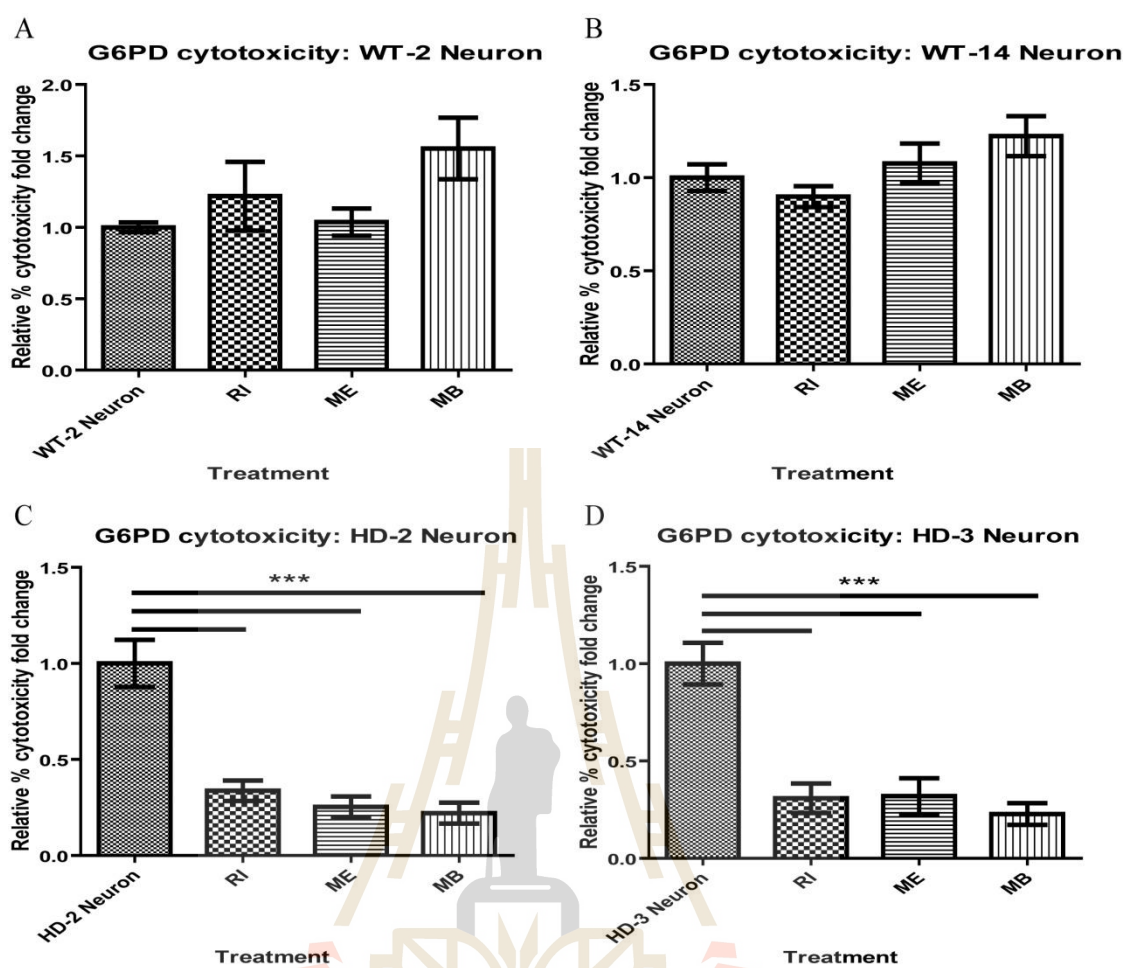 A
G6PD cytotoxicity: WT-2 Neuron
Relative % cytotoxicity fold change
2.0
1.5
1.0
0.5
0.0
WT-2 Neuron
RI
ME
MB
Treatment
B
G6PD cytotoxicity: WT-14 Neuron
Relative % cytotoxicity fold change
1.5
1.0
0.5
0.0
WT-14 Neuron
RI
ME
MB
Treatment
C
G6PD cytotoxicity: HD-2 Neuron
Relative % cytotoxicity fold change
1.5
1.0
0.5
0.0
***
HD-2 Neuron
RI
ME
MB
Treatment
D
G6PD cytotoxicity: HD-3 Neuron
Relative % cytotoxicity fold change
1.5
1.0
0.5
0.0
***
HD-3 Neuron
RI
ME
MB
Treatment